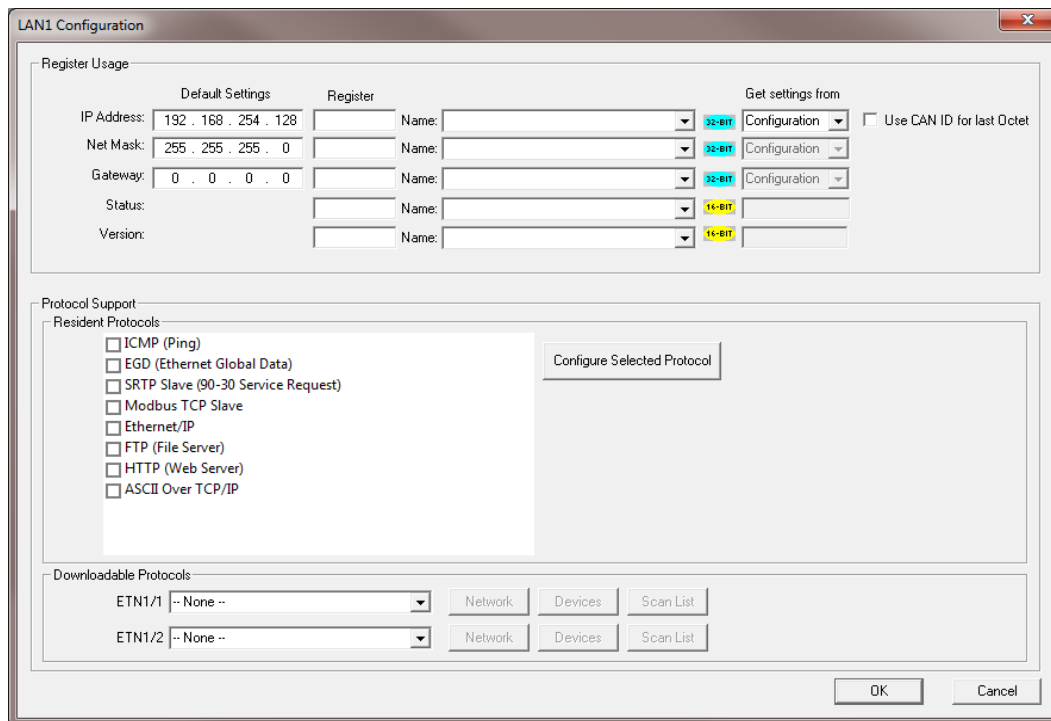 LAN1 Configuration
Register Usage
Default Settings Register Get settings from
IP Address: 192 . 168 . 254 . 128 Name: 32-BIT Configuration Use CAN ID for last Octet
Net Mask: 255 . 255 . 255 . 0 Name: 32-BIT Configuration
Gateway: 0 . 0 . 0 . 0 Name: 32-BIT Configuration
Status: Name: 16-BIT
Version: Name: 16-BIT
Protocol Support
Resident Protocols
ICMP (Ping)
EGD (Ethernet Global Data)
SRTP Slave (90-30 Service Request)
Modbus TCP Slave
Ethernet/IP
FTP (File Server)
HTTP (Web Server)
ASCII Over TCP/IP
Configure Selected Protocol
Downloadable Protocols
ETN1/1 -- None -- Network Devices Scan List
ETN1/2 -- None -- Network Devices Scan List
OK Cancel